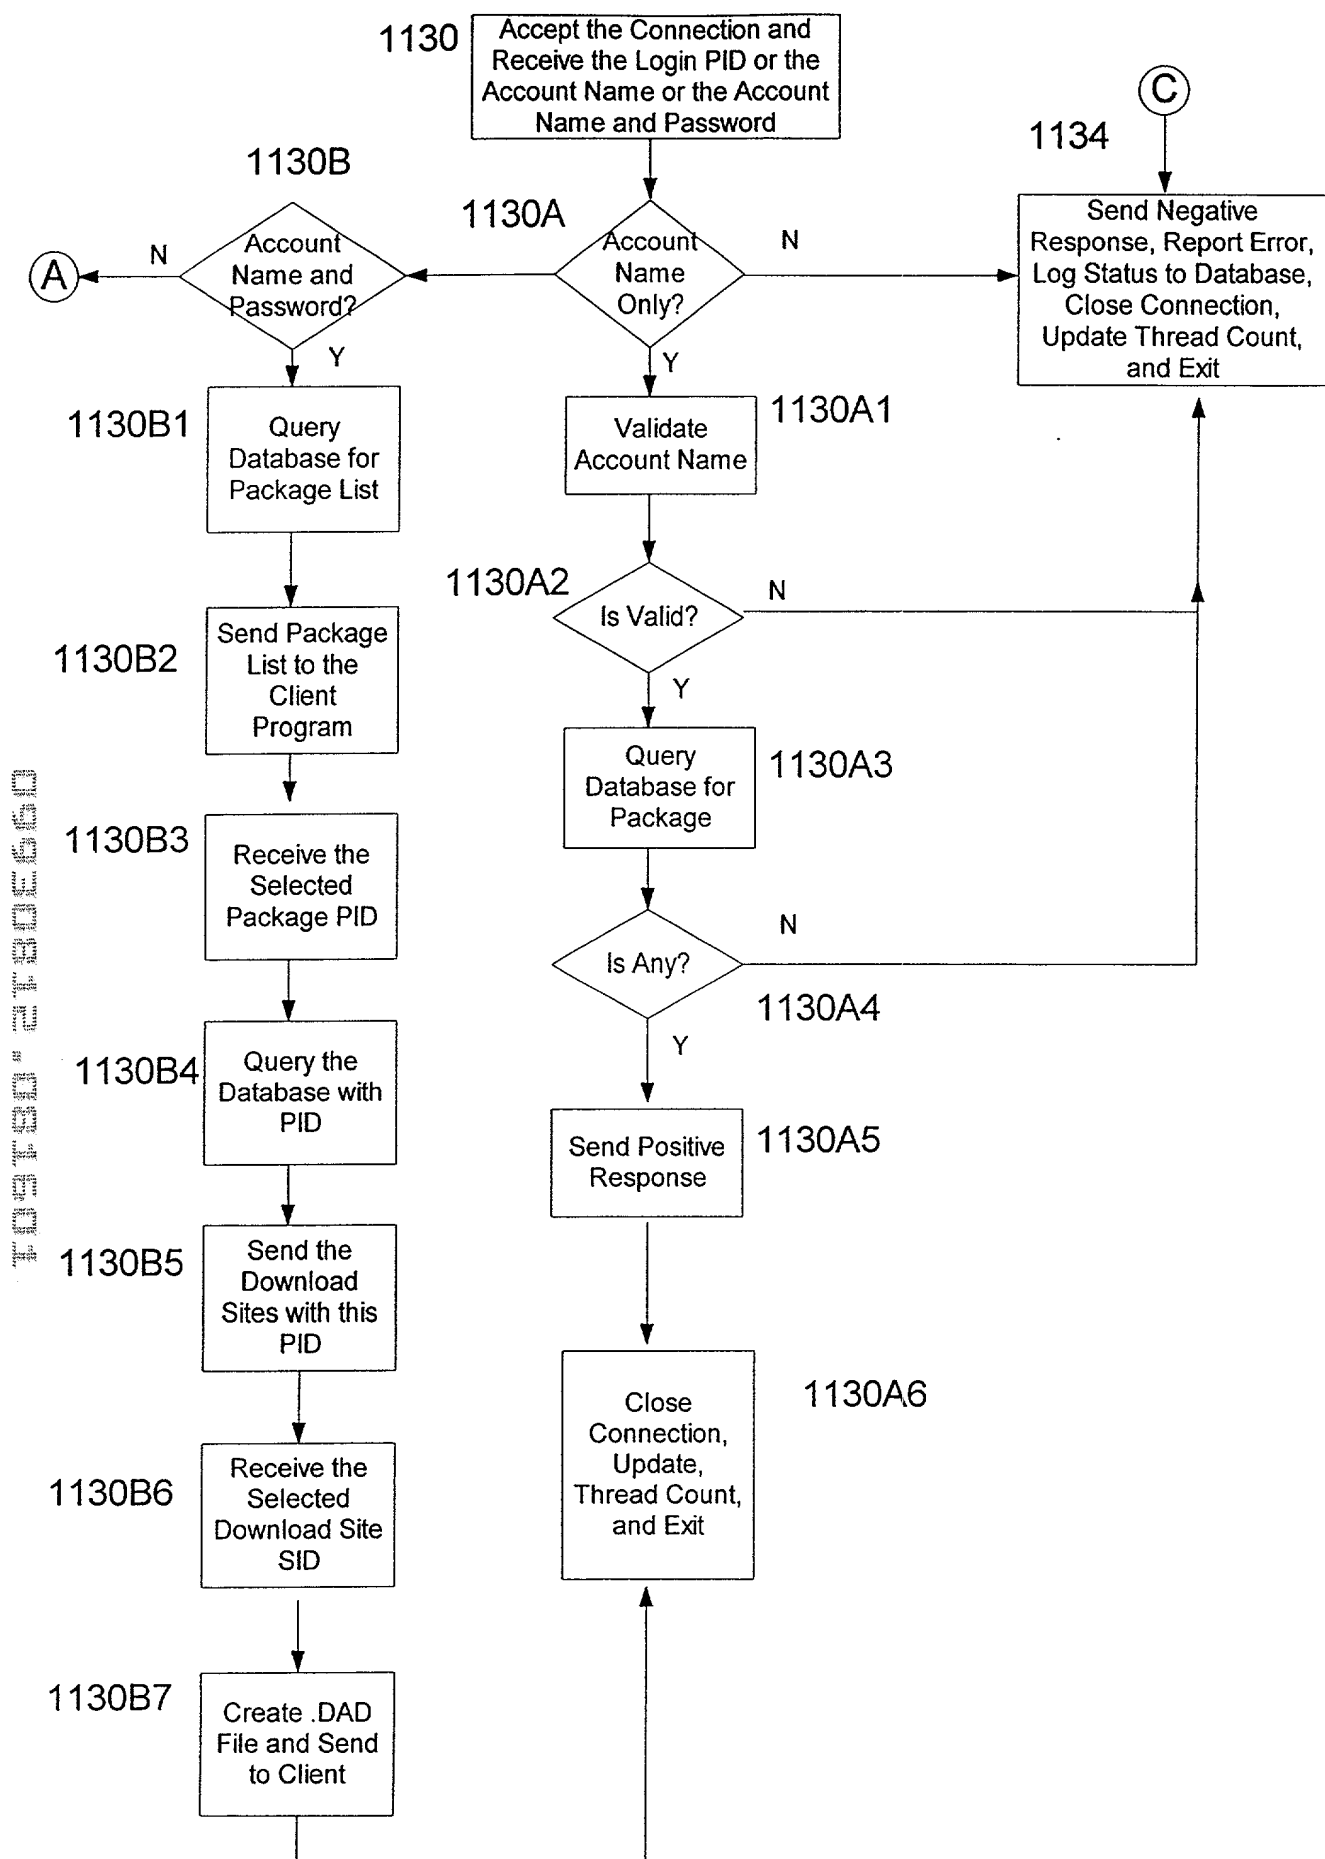 1130
Accept the Connection and
Receive the Login PID or the
Account Name or the Account
Name and Password
C
1134
Send Negative
Response, Report Error,
Log Status to Database,
Close Connection,
Update Thread Count,
and Exit
1130B
Account
Name and
Password?
N
A
Y
1130A
Account
Name
Only?
N
Y
1130B1
Query
Database for
Package List
1130A1
Validate
Account Name
1130A2
Is Valid?
N
Y
1130B2
Send Package
List to the
Client
Program
1130A3
Query
Database for
Package
1130B3
Receive the
Selected
Package PID
Is Any?
N
1130A4
Y
1130B4
Query the
Database with
PID
1130A5
Send Positive
Response
1130B5
Send the
Download
Sites with this
PID
1130A6
Close
Connection,
Update,
Thread Count,
and Exit
1130B6
Receive the
Selected
Download Site
SID
1130B7
Create .DAD
File and Send
to Client